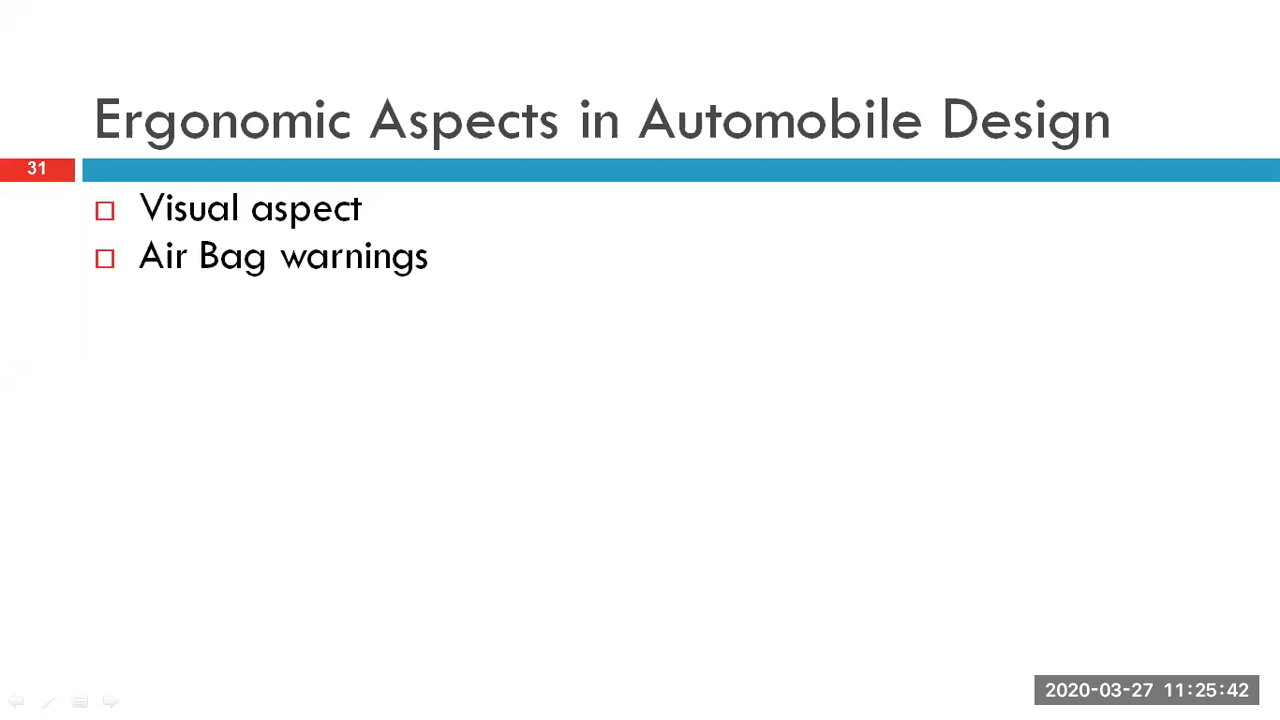 Ergonomic Aspects in Automobile Design
31
Visual aspect
Air Bag warnings
2020-03-27 11:25:42